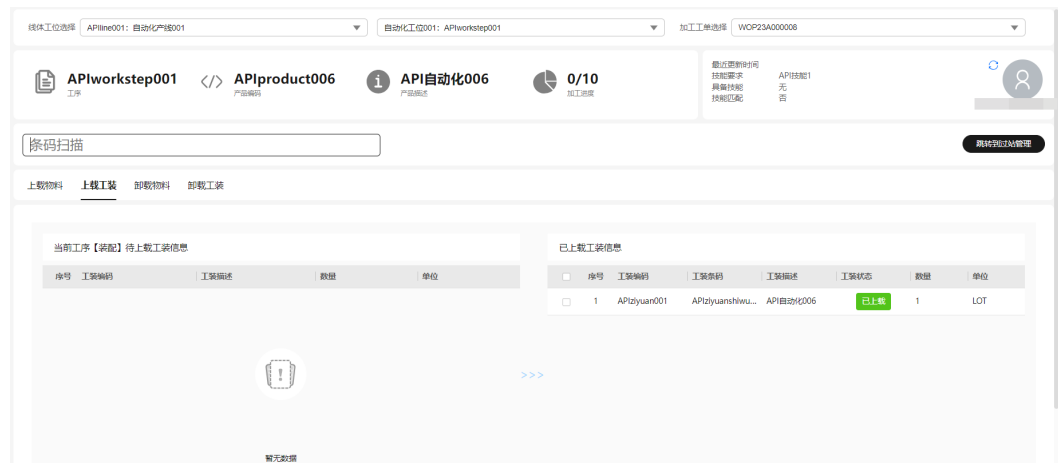 线体工位选择 APIline001：自动化产线001 自动化工位001：APIworkstep001 加工工单选择 WOP23A000008
APIworkstep001
工序
APIproduct006
产品编码
API自动化006
产品描述
0/10
加工进度
最近更新时间
技能要求 API技能1
具备技能 无
技能匹配 否
条码扫描
跳转到过站管理
上载物料 上载工装 卸载物料 卸载工装
当前工序【装配】待上载工装信息
序号 工装编码 工装描述 数量 单位
暂无数据
>>>
已上载工装信息
序号 工装编码 工装条码 工装描述 工装状态 数量 单位
1 APIziyuan001 APIziyuanshiwu... API自动化006 已上载 1 LOT